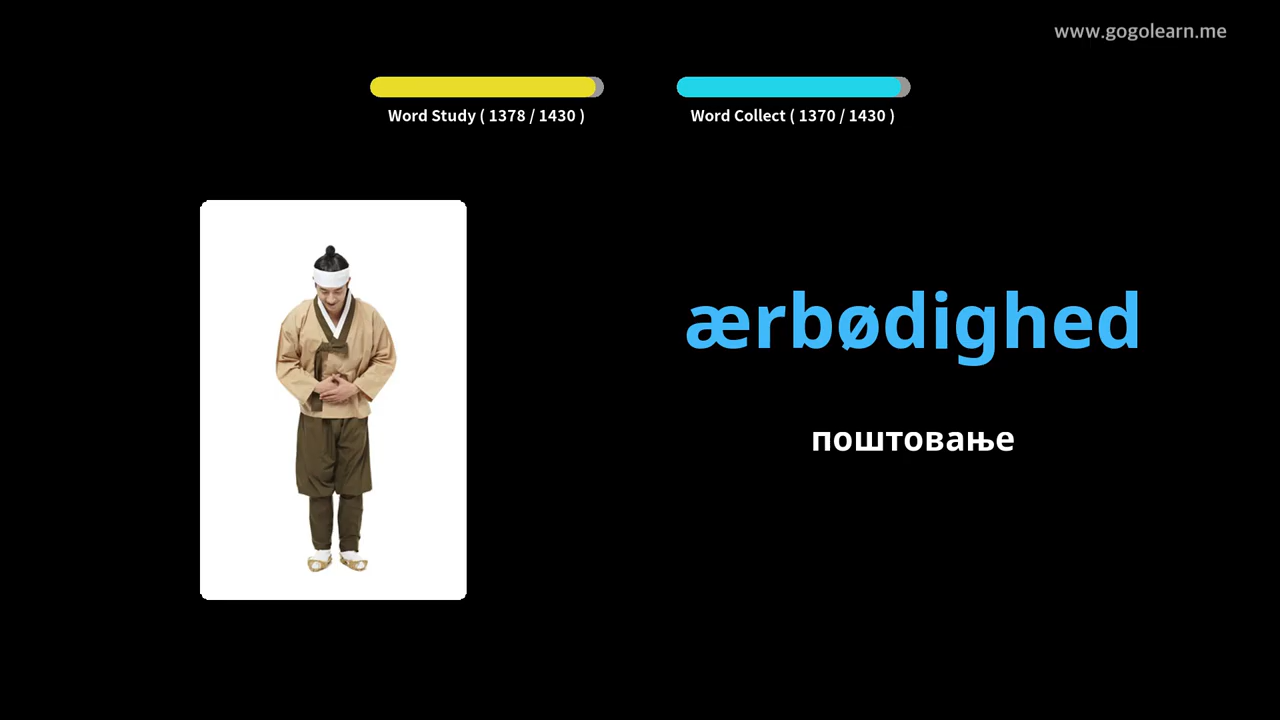 www.gogolearn.me
Word Study ( 1378 / 1430 )
Word Collect ( 1370 / 1430 )
ærbødighed
поштовање